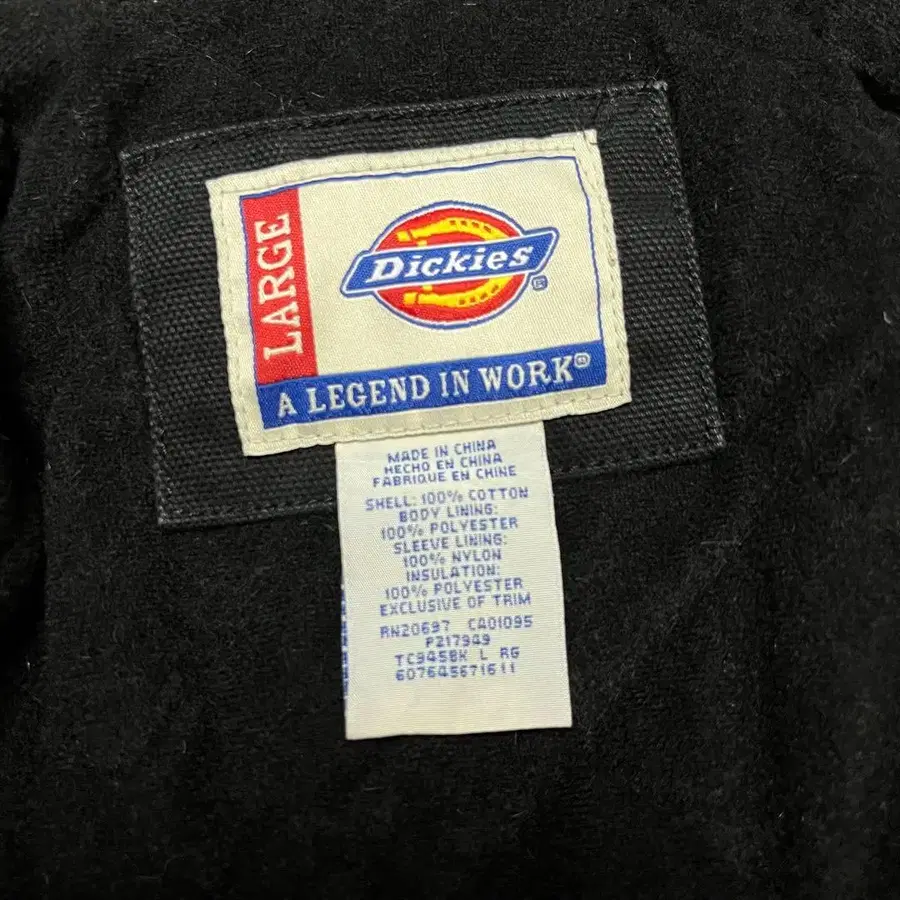 LARGE
Dickies®
A LEGEND IN WORK®
MADE IN CHINA
HECHO EN CHINA
FABRIQUE EN CHINE
SHELL: 100% COTTON
BODY LINING:
100% POLYESTER
SLEEVE LINING:
100% NYLON
INSULATION:
100% POLYESTER
EXCLUSIVE OF TRIM
RN20697 CA01095
P217949
TC945BK L RG
607645671611